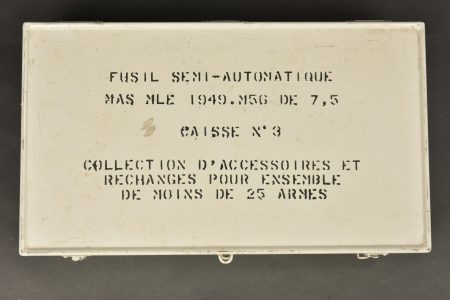 FUSIL SEMI-AUTOMATIQUE
MAS MLE 1949.M56 DE 7,5
CAISSE N°3
COLLECTION D'ACCESSOIRES ET
RECHANGES POUR ENSEMBLE
DE MOINS DE 25 ARMES